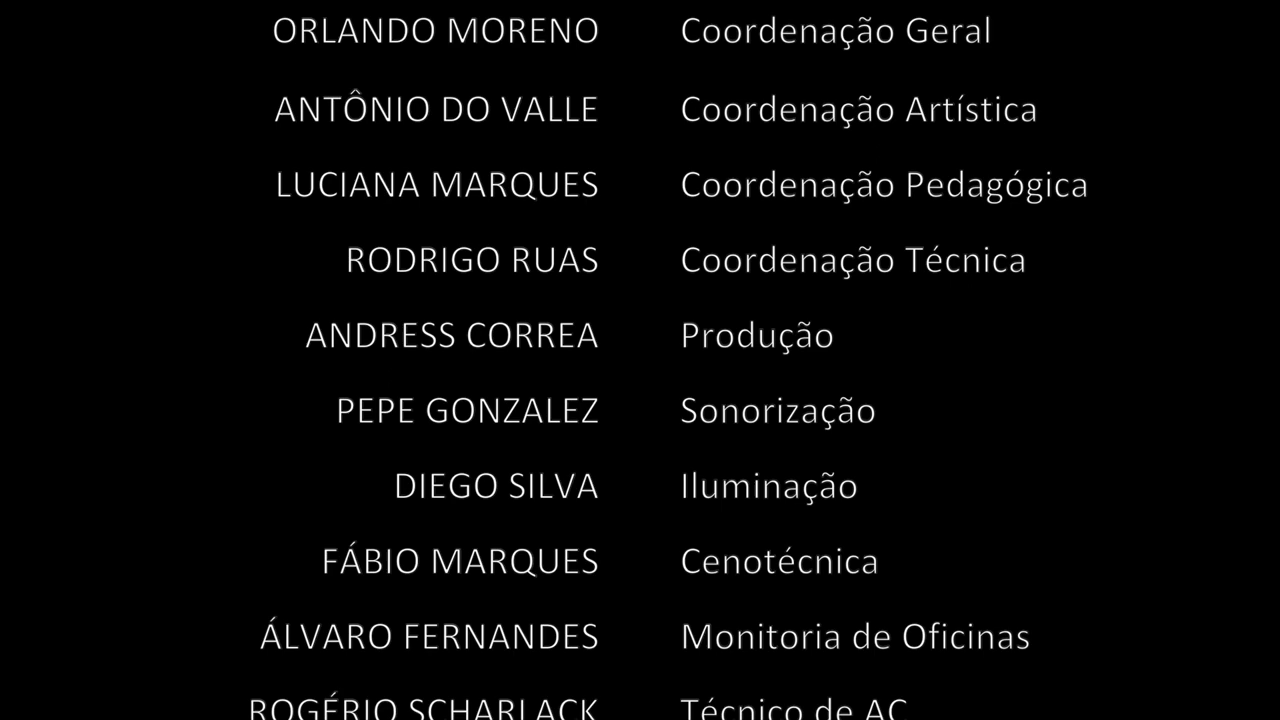 ORLANDO MORENO Coordenação Geral
ANTÔNIO DO VALLE Coordenação Artística
LUCIANA MARQUES Coordenação Pedagógica
RODRIGO RUAS Coordenação Técnica
ANDRESS CORREA Produção
PEPE GONZALEZ Sonorização
DIEGO SILVA Iluminação
FÁBIO MARQUES Cenotécnica
ÁLVARO FERNANDES Monitoria de Oficinas
ROGÉRIO SCHARLACK Técnico de AC